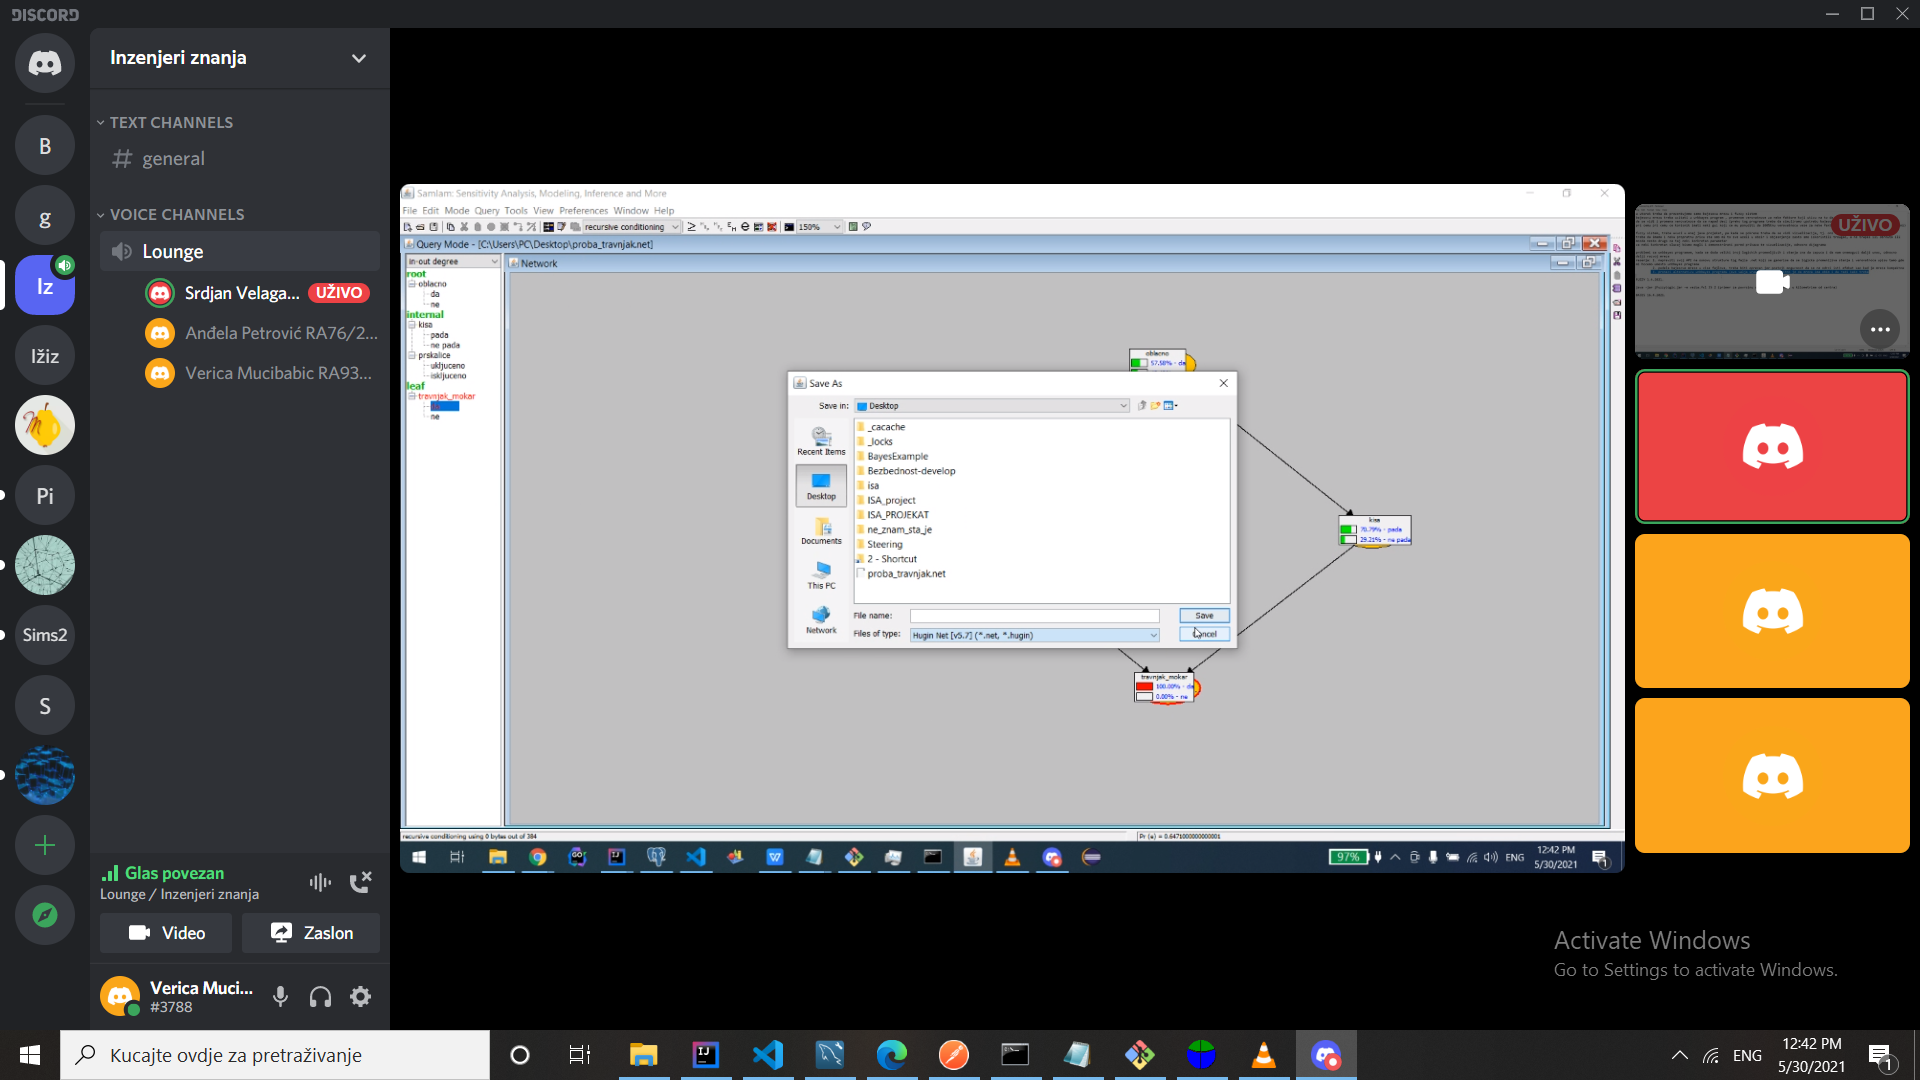 DISCORD
Inzenjeri znanja
TEXT CHANNELS
general
VOICE CHANNELS
Lounge
Srdjan Velaga... UŽIVO
Anđela Petrović RA76/2...
Verica Mucibabic RA93...
B
g
Iz
Ižiz
Pi
Sims2
S
Glas povezan
Lounge / Inzenjeri znanja
Video
Zaslon
Verica Muci...
#3788
SamIam: Sensitivity Analysis, Modeling, Inference and More
File Edit Mode Query Tools View Preferences Window Help
recursive conditioning
150%
Query Mode - [C:\Users\PC\Desktop\proba_travnjak.net]
in-out degree
Network
root
oblacno
da
ne
internal
kisa
pada
ne pada
prskalice
ukljuceno
iskljuceno
leaf
travnjak_mokar
ne
oblacno
57.58% - da
kisa
70.79% - pada
29.21% - ne pada
travnjak_mokar
100.00% - da
0.00% - ne
Save As
Save in: Desktop
Recent Items
Desktop
Documents
This PC
Network
_cacache
_locks
BayesExample
Bezbednost-develop
isa
ISA_project
ISA_PROJEKAT
ne_znam_sta_je
Steering
2 - Shortcut
proba_travnjak.net
File name:
Save
Files of type: Hugin Net [v5.7] (*.net, *.hugin)
Cancel
recursive conditioning using 0 bytes out of 384
Pr (e) = 0.6471000000000001
97%
ENG
12:42 PM
5/30/2021
1
UŽIVO
Activate Windows
Go to Settings to activate Windows.
Kucajte ovdje za pretraživanje
ENG
12:42 PM
5/30/2021
1